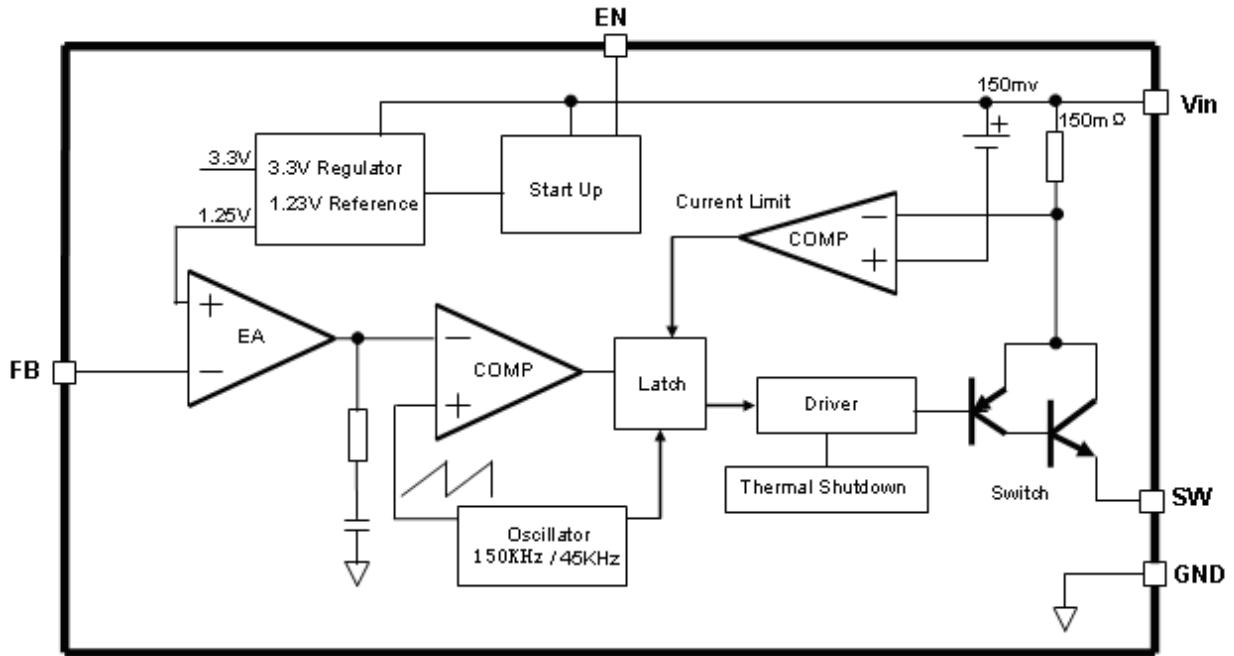 EN
150mv
Vin
150mΩ
3.3V
3.3V Regulator
1.23V Reference
Start Up
1.25V
Current Limit
COMP
−
+
+
EA
−
FB
−
COMP
+
Latch
Driver
Thermal Shutdown
Switch
SW
Oscillator
150KHz / 45KHz
GND
+